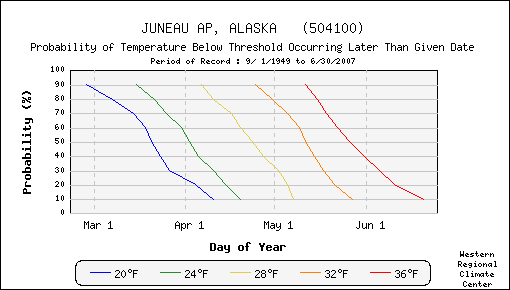 JUNEAU AP, ALASKA (504100)
Probability of Temperature Below Threshold Occurring Later Than Given Date
Period of Record : 9/ 1/1949 to 6/30/2007
Probability (%)
100
90
80
70
60
50
40
30
20
10
0
Mar 1
Apr 1
May 1
Jun 1
Day of Year
20°F
24°F
28°F
32°F
36°F
Western
Regional
Climate
Center